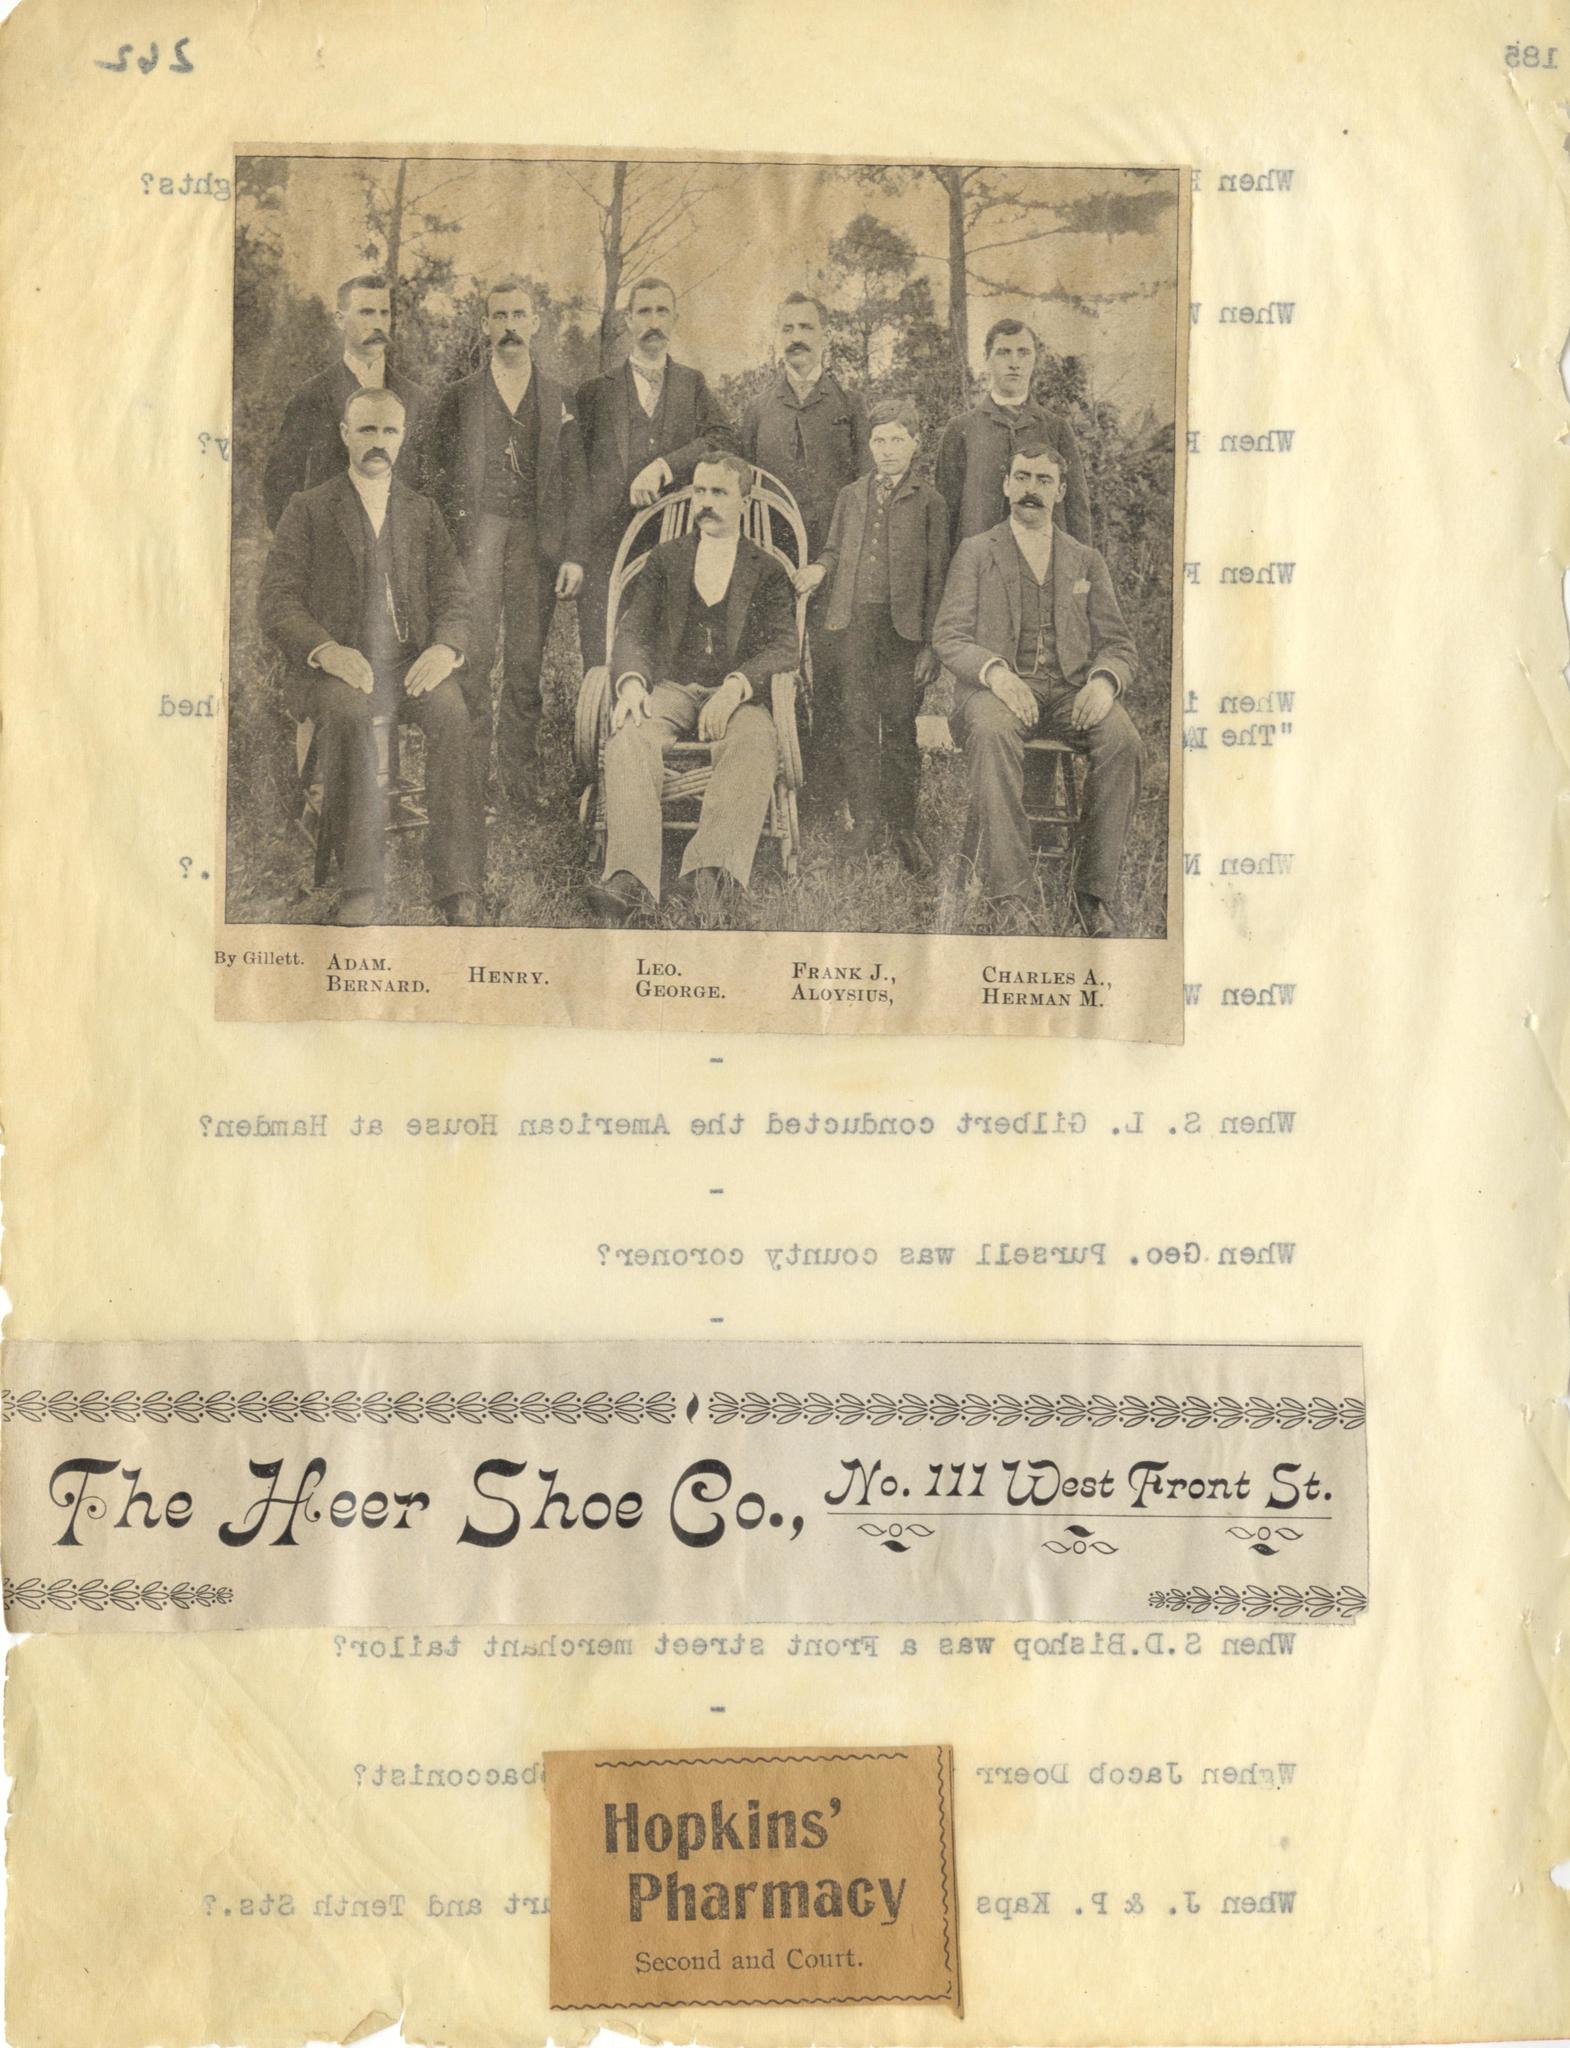 262
185
When
ghts?
When
When
y?
When
When
hed
"The
When
.?
When
By Gillett.
ADAM.
BERNARD.
HENRY.
LEO.
GEORGE.
FRANK J.,
ALOYSIUS,
CHARLES A.,
HERMAN M.
-
When S. L. Gilbert conducted the American House at Hamden?
-
When Geo. Pursell was county coroner?
-
The Heer Shoe Co., No. 111 West Front St.
When S.D.Bishop was a Front street merchant tailor?
-
When Jacob Doerr bacconist?
Hopkins'
Pharmacy
When J. & P. Kaps rt and Tenth Sts.?
Second and Court.